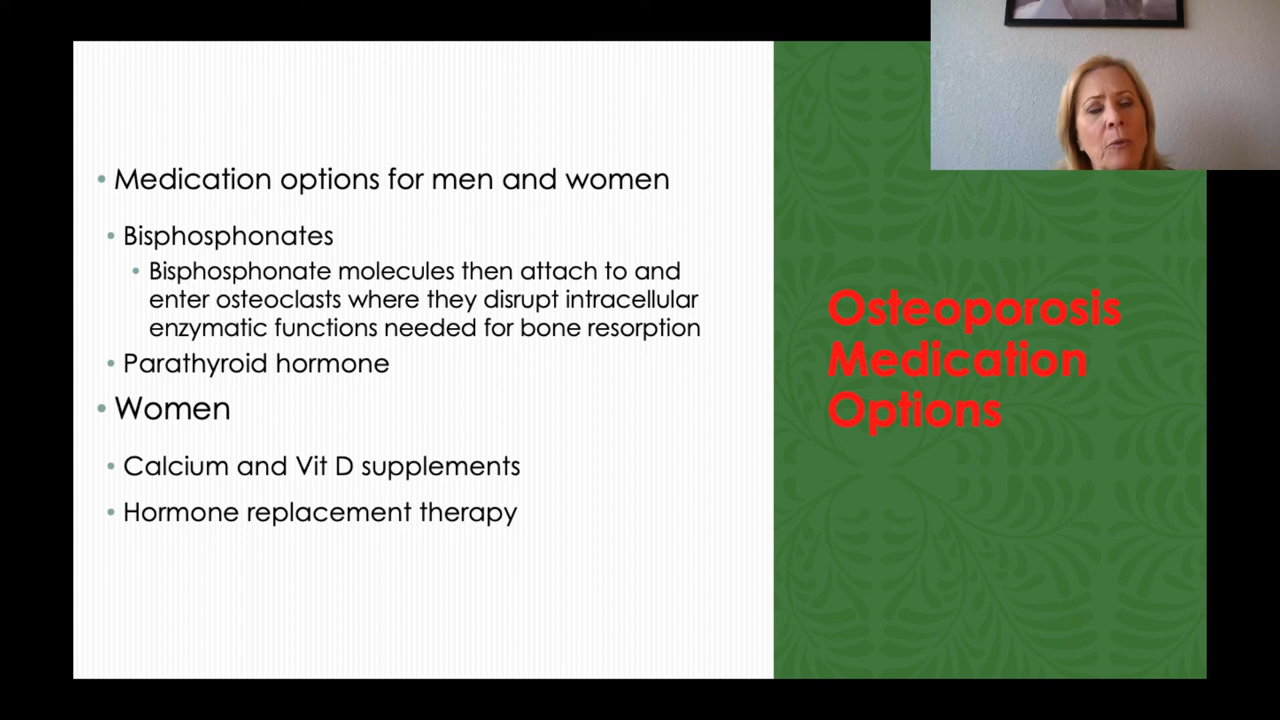 • Medication options for men and women
• Bisphosphonates
• Bisphosphonate molecules then attach to and
enter osteoclasts where they disrupt intracellular
enzymatic functions needed for bone resorption
• Parathyroid hormone
• Women
• Calcium and Vit D supplements
• Hormone replacement therapy
Osteoporosis
Medication
Options